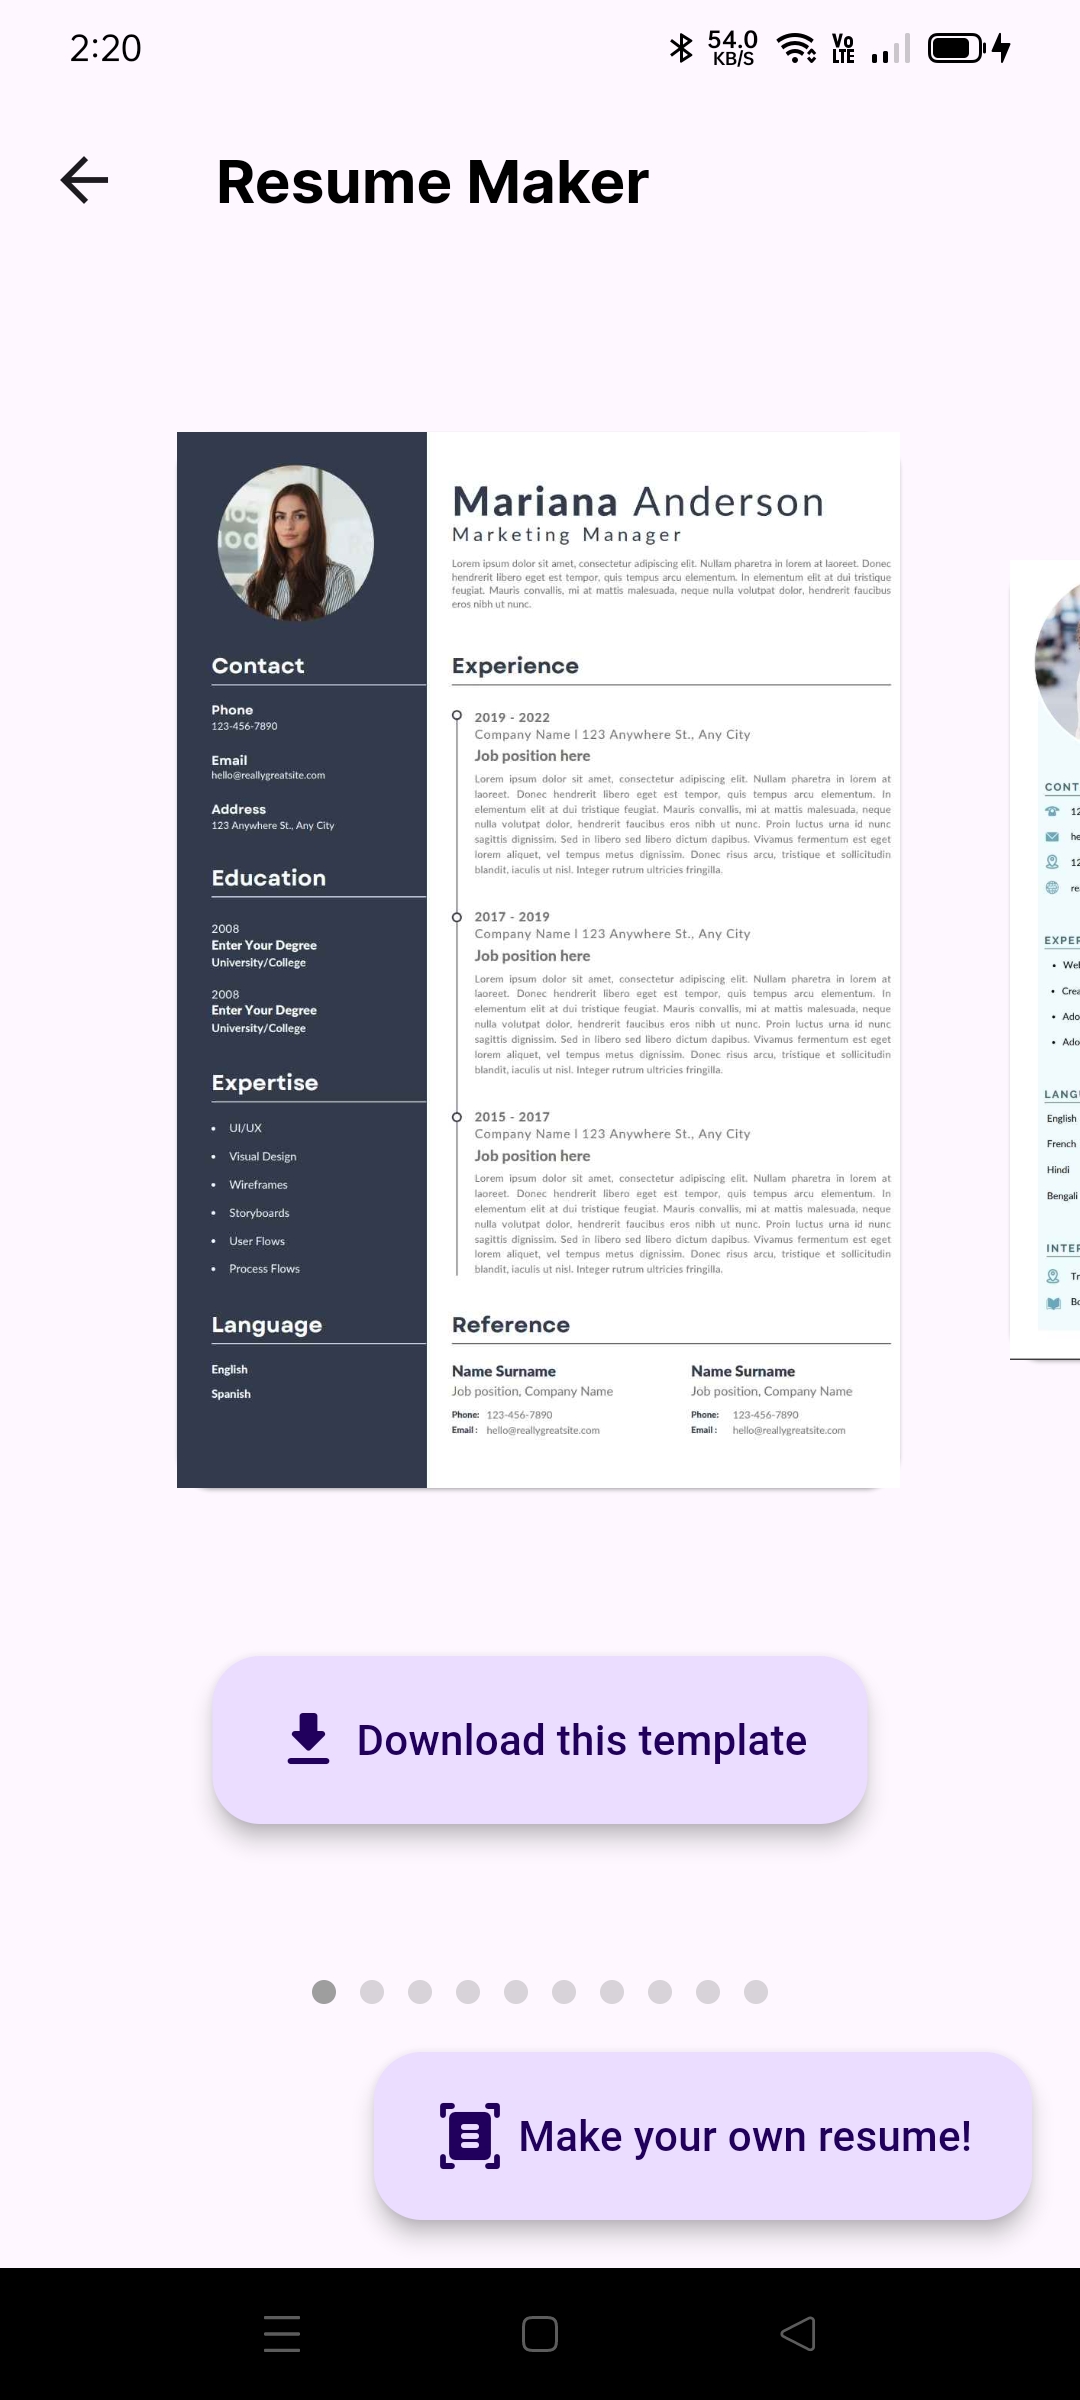 2:20
54.0
KB/S
Vo
LTE
Resume Maker
Mariana Anderson
Marketing Manager
Lorem ipsum dolor sit amet, consectetur adipiscing elit. Nullam pharetra in lorem at laoreet. Donec
hendrerit libero eget est tempor, quis tempus arcu elementum. In elementum elit at dui tristique
feugiat. Mauris convallis, mi at mattis malesuada, neque nulla volutpat dolor, hendrerit faucibus
eros nibh ut nunc.
Contact
Phone
123-456-7890
Email
hello@reallygreatsite.com
Address
123 Anywhere St., Any City
Education
2008
Enter Your Degree
University/College
2008
Enter Your Degree
University/College
Expertise
• UI/UX
• Visual Design
• Wireframes
• Storyboards
• User Flows
• Process Flows
Language
English
Spanish
Experience
2019 - 2022
Company Name l 123 Anywhere St., Any City
Job position here
Lorem ipsum dolor sit amet, consectetur adipiscing elit. Nullam pharetra in lorem at
laoreet. Donec hendrerit libero eget est tempor, quis tempus arcu elementum. In
elementum elit at dui tristique feugiat. Mauris convallis, mi at mattis malesuada, neque
nulla volutpat dolor, hendrerit faucibus eros nibh ut nunc. Proin luctus urna id nunc
sagittis dignissim. Sed in libero sed libero dictum dapibus. Vivamus fermentum est eget
lorem aliquet, vel tempus metus dignissim. Donec risus arcu, tristique et sollicitudin
blandit, iaculis ut nisl. Integer rutrum ultricies fringilla.
2017 - 2019
Company Name l 123 Anywhere St., Any City
Job position here
Lorem ipsum dolor sit amet, consectetur adipiscing elit. Nullam pharetra in lorem at
laoreet. Donec hendrerit libero eget est tempor, quis tempus arcu elementum. In
elementum elit at dui tristique feugiat. Mauris convallis, mi at mattis malesuada, neque
nulla volutpat dolor, hendrerit faucibus eros nibh ut nunc. Proin luctus urna id nunc
sagittis dignissim. Sed in libero sed libero dictum dapibus. Vivamus fermentum est eget
lorem aliquet, vel tempus metus dignissim. Donec risus arcu, tristique et sollicitudin
blandit, iaculis ut nisl. Integer rutrum ultricies fringilla.
2015 - 2017
Company Name l 123 Anywhere St., Any City
Job position here
Lorem ipsum dolor sit amet, consectetur adipiscing elit. Nullam pharetra in lorem at
laoreet. Donec hendrerit libero eget est tempor, quis tempus arcu elementum. In
elementum elit at dui tristique feugiat. Mauris convallis, mi at mattis malesuada, neque
nulla volutpat dolor, hendrerit faucibus eros nibh ut nunc. Proin luctus urna id nunc
sagittis dignissim. Sed in libero sed libero dictum dapibus. Vivamus fermentum est eget
lorem aliquet, vel tempus metus dignissim. Donec risus arcu, tristique et sollicitudin
blandit, iaculis ut nisl. Integer rutrum ultricies fringilla.
Reference
Name Surname
Job position, Company Name
Phone: 123-456-7890
Email : hello@reallygreatsite.com
Name Surname
Job position, Company Name
Phone: 123-456-7890
Email : hello@reallygreatsite.com
CONT
12
he
12
re
EXPER
• Wel
• Crea
• Ado
• Ado
LANGU
English
French
Hindi
Bengali
INTER
Tr
Bo
Download this template
Make your own resume!